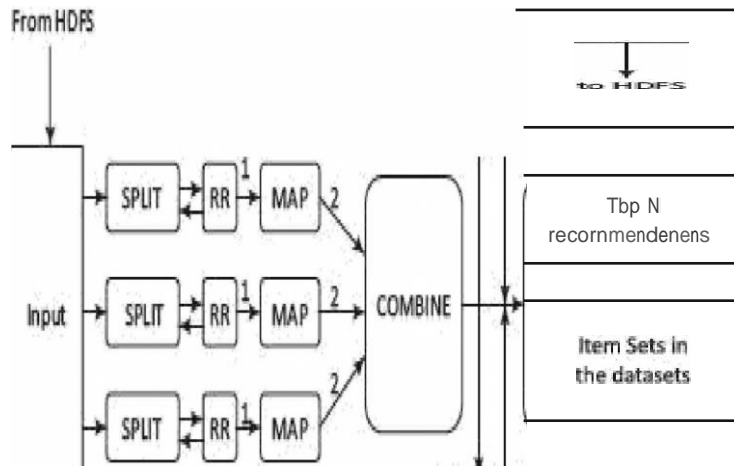 From HDFS
to HDFS
SPLIT
RR
1
MAP
2
Tbp N
recornmendenens
Input
SPLIT
RR
1
MAP
2
COMBINE
Item Sets in
the datasets
SPLIT
RR
1
MAP
2